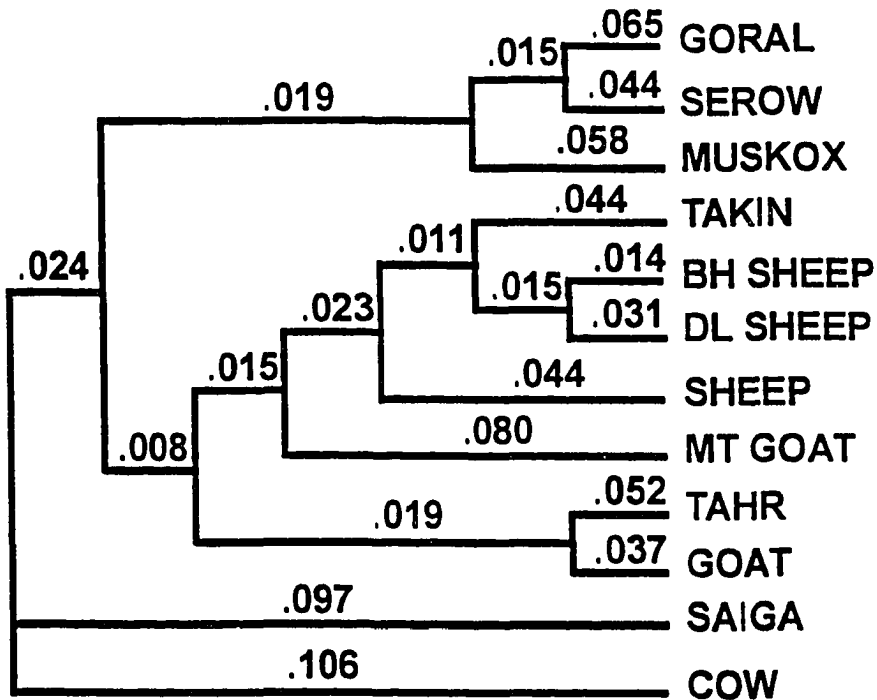 .065 GORAL
.015
.044 SEROW
.019
.058 MUSKOX
.044 TAKIN
.011
.024
.014 BH SHEEP
.015
.031 DL SHEEP
.023
.015
.044 SHEEP
.080 MT GOAT
.008
.052 TAHR
.019
.037 GOAT
.097 SAIGA
.106 COW